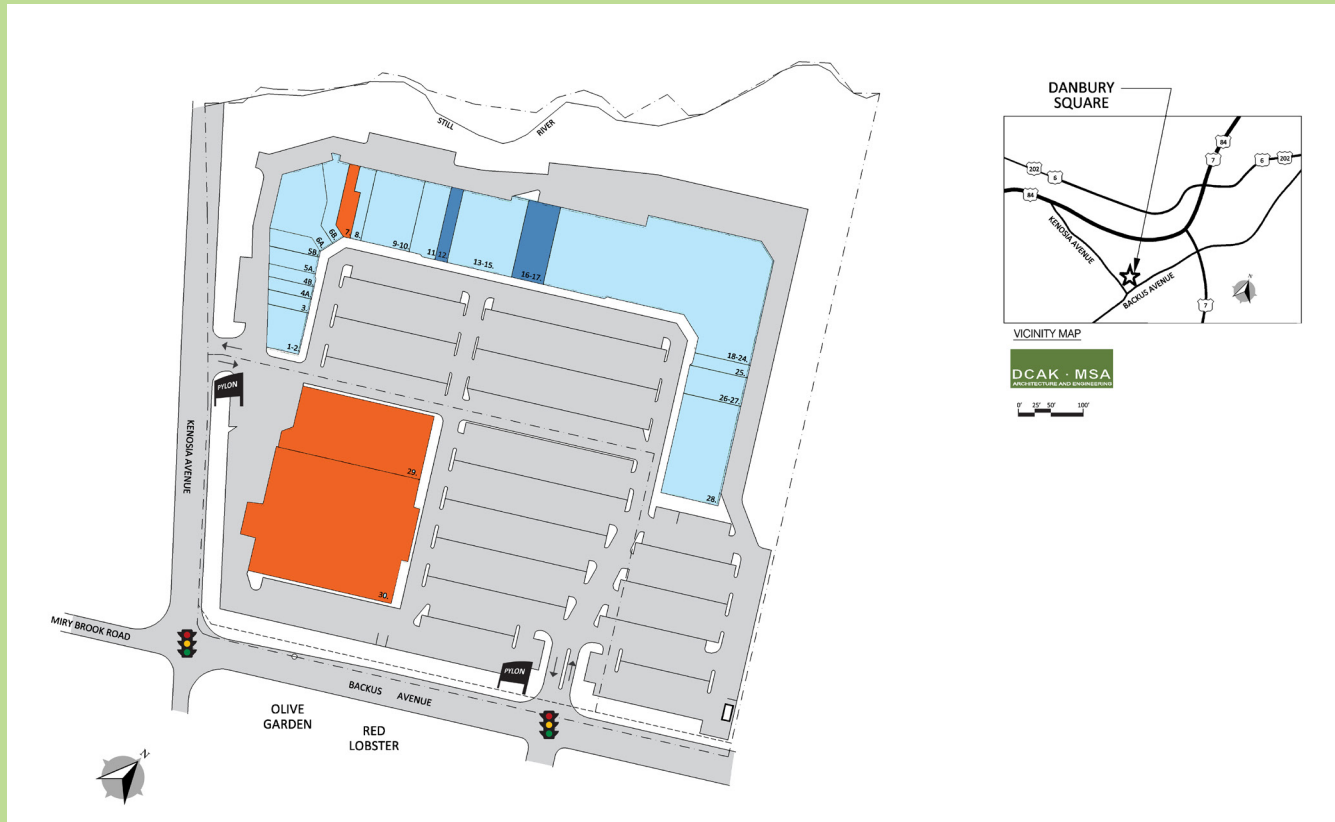 STILL
RIVER
7.
8.
9-10.
11.
12.
13-15.
16-17.
6B.
6A.
5B.
5A.
4B.
4A.
3.
1-2.
18-24.
25.
26-27.
28.
29.
30.
PYLON
KENOSIA AVENUE
MIRY BROOK ROAD
PYLON
BACKUS AVENUE
OLIVE
GARDEN
RED
LOBSTER
N
DANBURY
SQUARE
84
7
202
6
6
202
84
KENOSIA AVENUE
BACKUS AVENUE
7
N
VICINITY MAP
DCAK · MSA
ARCHITECTURE AND ENGINEERING
0' 25' 50' 100'